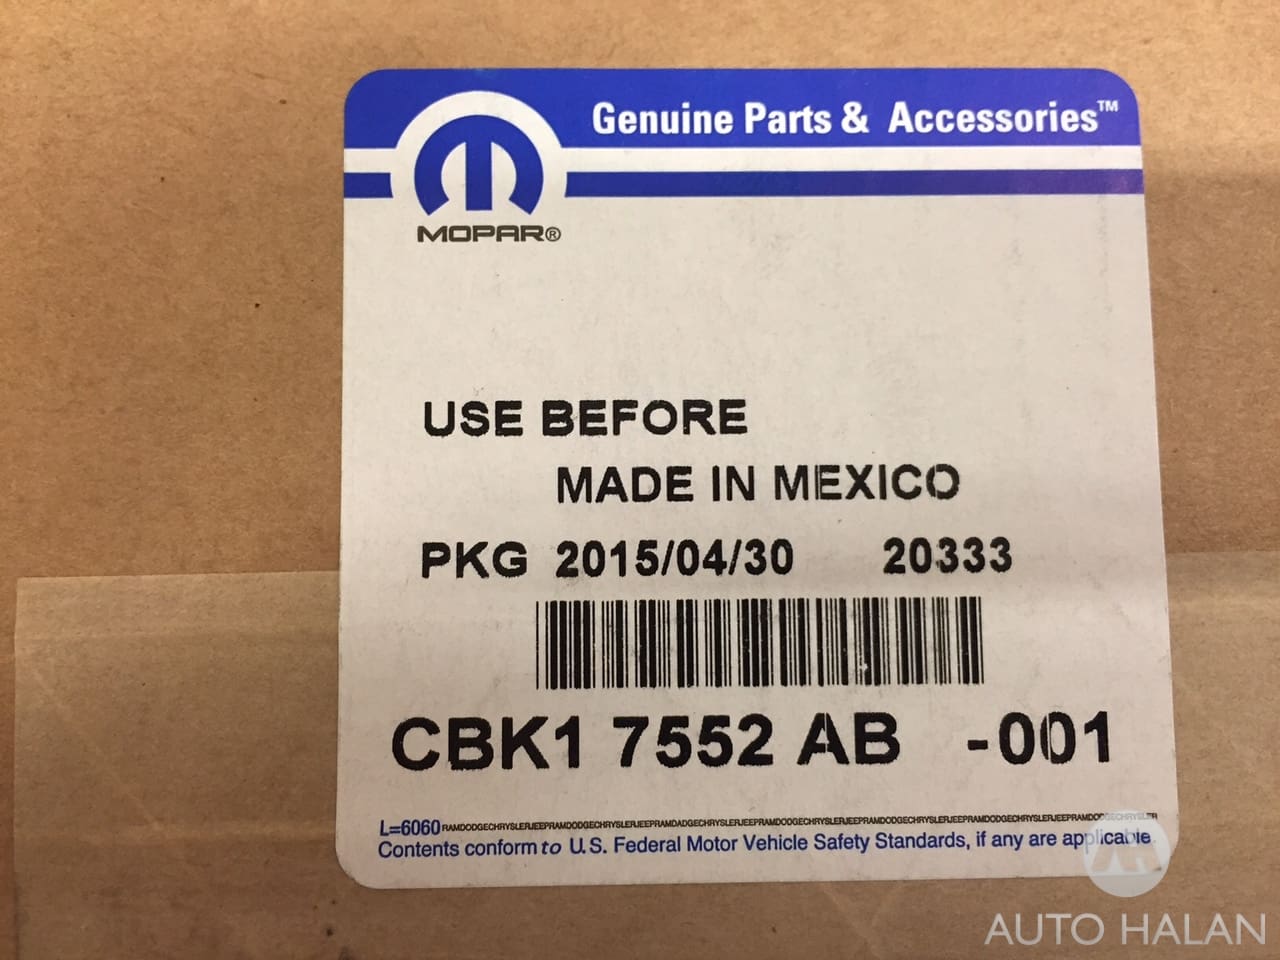 Genuine Parts & Accessories™
MOPAR®
USE BEFORE
MADE IN MEXICO
PKG 2015/04/30 20333
CBK1 7552 AB -001
L=6060 RAMDODGECHRYSLERJEEPRAMDODGECHRYSLERJEEPRAMDODGECHRYSLERJEEPRAMDADGECHRYSLERJEEPRAMDODGECHRYSLERJEEPRAMDODGECHRYSLERJEEPRAMDODGECHRYSLER
Contents conform to U.S. Federal Motor Vehicle Safety Standards, if any are applicable.
AUTO HALAN